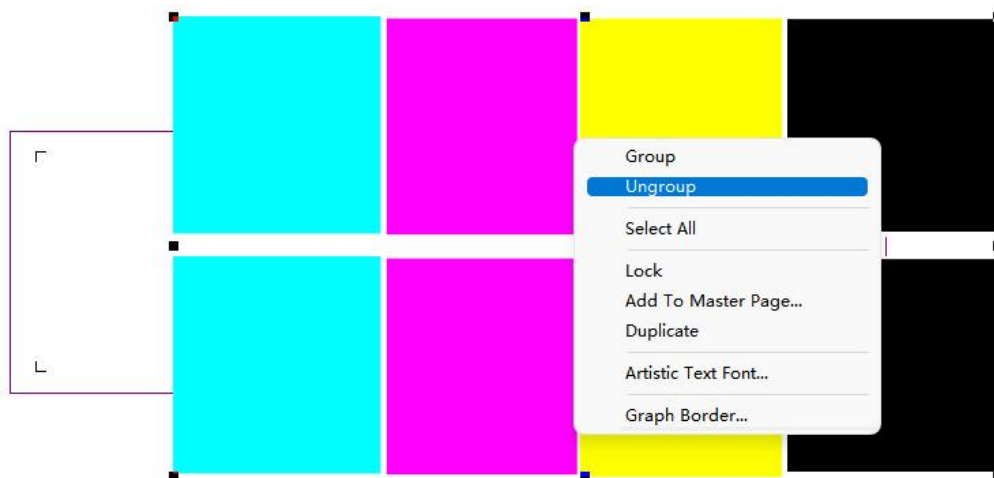 Group
Ungroup
Select All
Lock
Add To Master Page...
Duplicate
Artistic Text Font...
Graph Border...